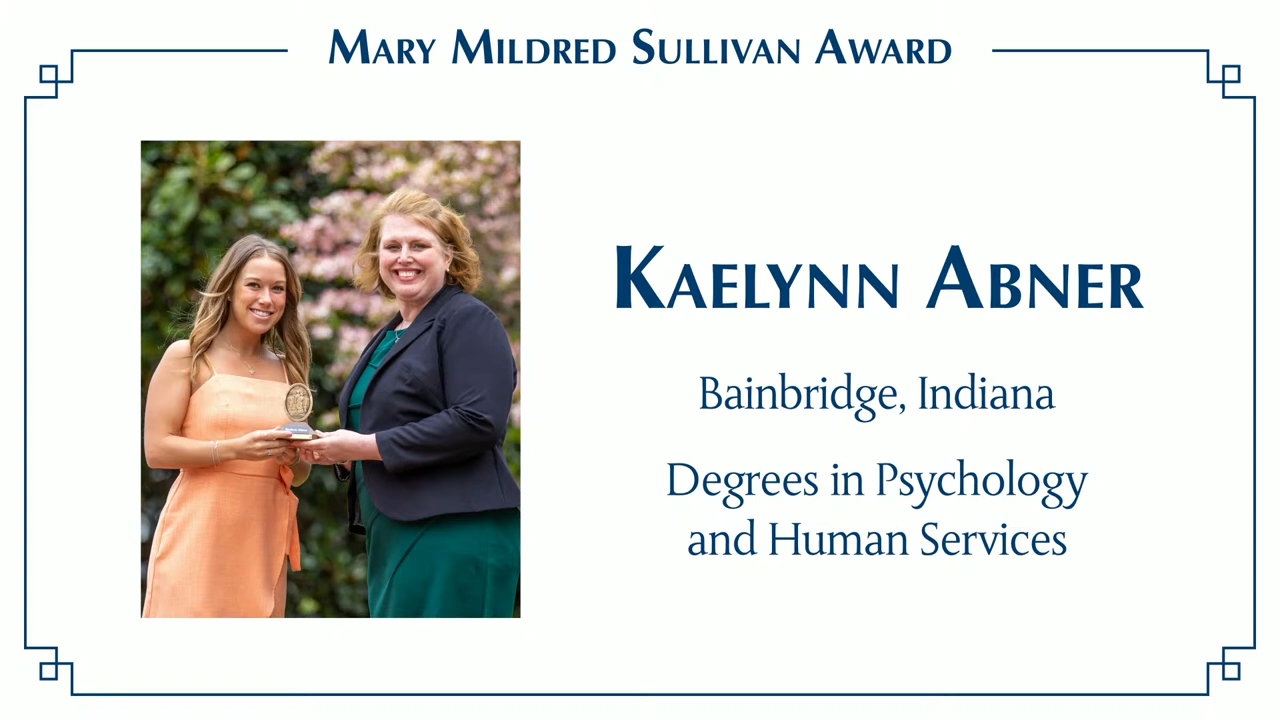 Mary Mildred Sullivan Award
Kaelynn Abner
Bainbridge, Indiana
Degrees in Psychology
and Human Services